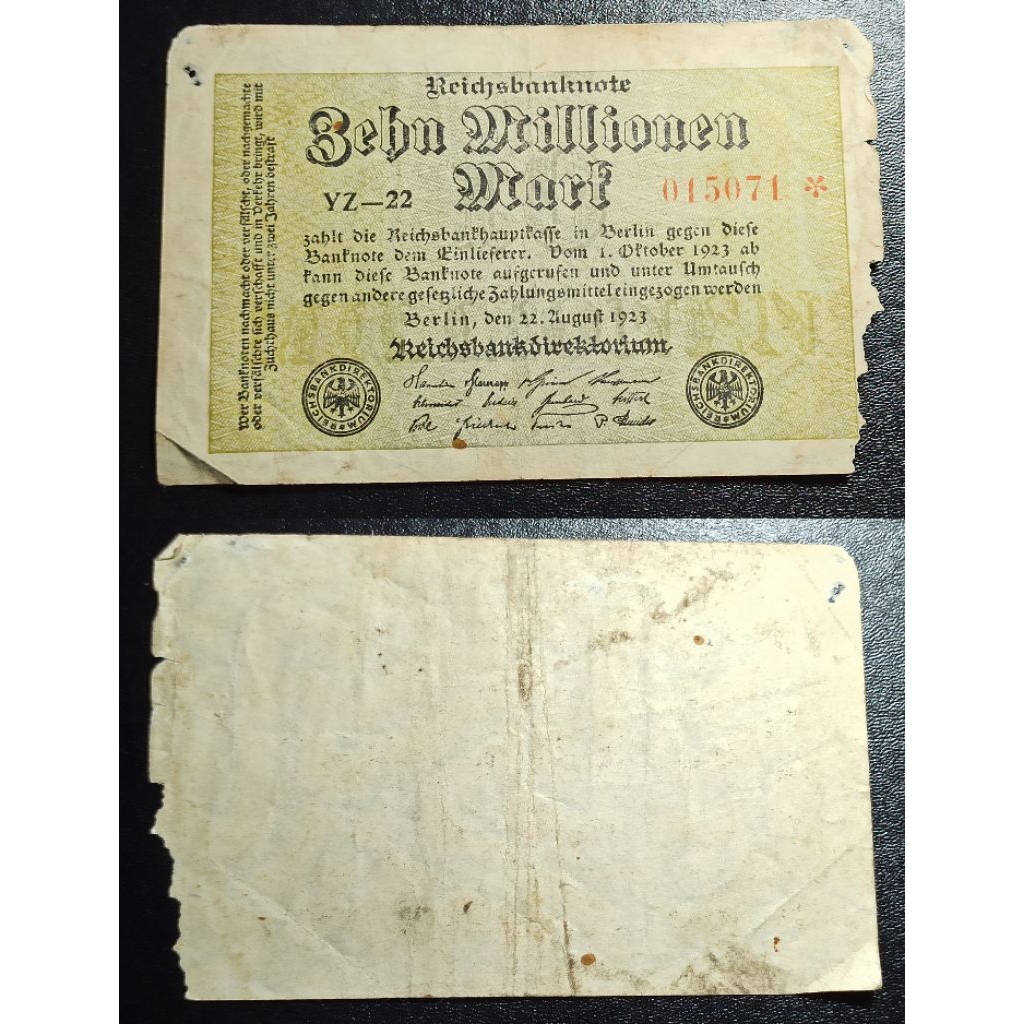 Reichsbanknote
Zehn Millionen
Mark
YZ—22
015071 *
zahlt die Reichsbankhauptkasse in Berlin gegen diese
Banknote dem Einlieferer. Vom 1. Oktober 1923 ab
kann diese Banknote aufgerufen und unter Umtausch
gegen andere gesetzliche Zahlungsmittel eingezogen werden
Berlin, den 22. August 1923
Reichsbankdirektorium
REICHSBANKDIREKTORIUM
REICHSBANKDIREKTORIUM
Wer Banknoten nachmacht oder verfälscht, oder nachgemachte
oder verfälschte sich verschafft und in Verkehr bringt, wird mit
Zuchthaus nicht unter zwei Jahren bestraft